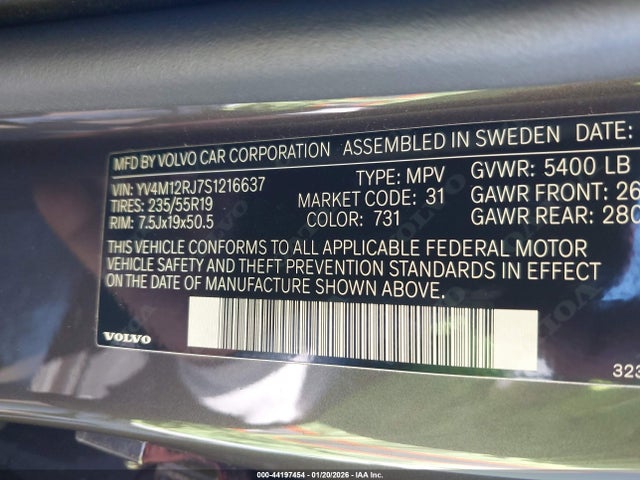 MFD BY VOLVO CAR CORPORATION ASSEMBLED IN SWEDEN DATE:
VIN: YV4M12RJ7S1216637 TYPE: MPV GVWR: 5400 LB
TIRES: 235/55R19 MARKET CODE: 31 GAWR FRONT: 26
RIM: 7.5Jx19x50.5 COLOR: 731 GAWR REAR: 280
THIS VEHICLE CONFORMS TO ALL APPLICABLE FEDERAL MOTOR
VEHICLE SAFETY AND THEFT PREVENTION STANDARDS IN EFFECT
ON THE DATE OF MANUFACTURE SHOWN ABOVE.
VOLVO
323
000-44197454 - 01/20/2026 - IAA Inc.